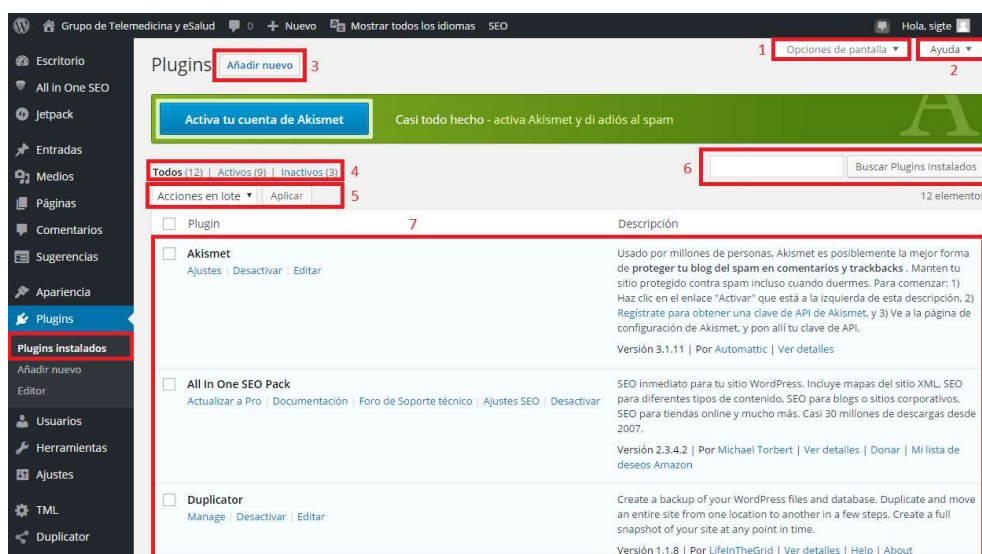 Grupo de Telemedicina y eSalud 0 + Nuevo Mostrar todos los idiomas SEO Hola, sigte
Escritorio
All in One SEO
Jetpack
Entradas
Medios
Páginas
Comentarios
Sugerencias
Apariencia
Plugins
Plugins instalados
Añadir nuevo
Editor
Usuarios
Herramientas
Ajustes
TML
Duplicator
1 Opciones de pantalla ▼ Ayuda ▼
2
Plugins Añadir nuevo 3
Activa tu cuenta de Akismet Casi todo hecho - activa Akismet y di adiós al spam A
Todos (12) | Activos (9) | Inactivos (3) 4
6 Buscar Plugins Instalados
Acciones en lote ▼ Aplicar 5
12 elementos
Plugin 7 Descripción
Akismet
Ajustes | Desactivar | Editar
Usado por millones de personas, Akismet es posiblemente la mejor forma
de proteger tu blog del spam en comentarios y trackbacks . Manten tu
sitio protegido contra spam incluso cuando duermes. Para comenzar: 1)
Haz clic en el enlace "Activar" que está a la izquierda de esta descripción, 2)
Regístrate para obtener una clave de API de Akismet, y 3) Ve a la página de
configuración de Akismet, y pon allí tu clave de API.
Versión 3.1.11 | Por Automattic | Ver detalles
All In One SEO Pack
Actualizar a Pro | Documentación | Foro de Soporte técnico | Ajustes SEO | Desactivar
SEO inmediato para tu sitio WordPress. Incluye mapas del sitio XML, SEO
para diferentes tipos de contenido, SEO para blogs o sitios corporativos,
SEO para tiendas online y mucho más. Casi 30 millones de descargas desde
2007.
Versión 2.3.4.2 | Por Michael Torbert | Ver detalles | Donar | Mi lista de
deseos Amazon
Duplicator
Manage | Desactivar | Editar
Create a backup of your WordPress files and database. Duplicate and move
an entire site from one location to another in a few steps. Create a full
snapshot of your site at any point in time.
Versión 1.1.8 | Por LifeInTheGrid | Ver detalles | Help | About